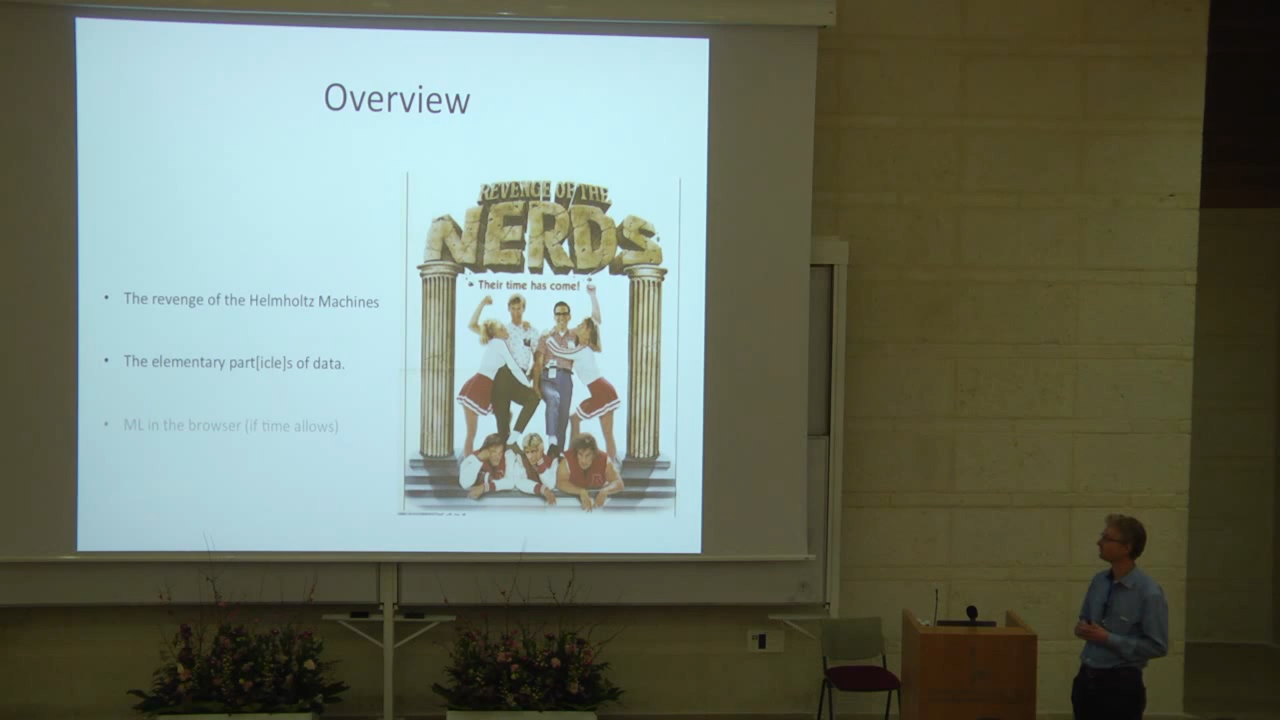 Overview
REVENGE OF THE
NERDS
Their time has come!
• The revenge of the Helmholtz Machines
• The elementary part[icle]s of data.
• ML in the browser (if time allows)